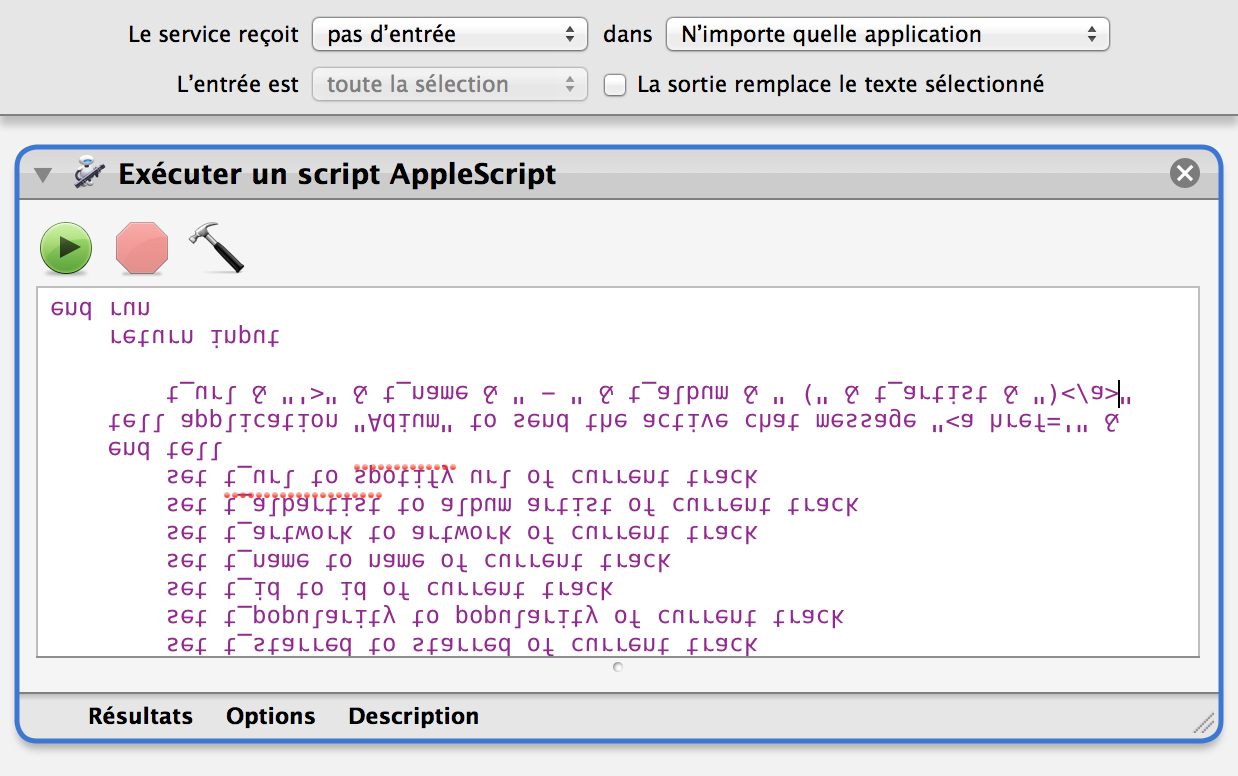 Le service reçoit pas d'entrée dans N'importe quelle application
L'entrée est toute la sélection La sortie remplace le texte sélectionné
Exécuter un script AppleScript
set t_starred to starred of current track
set t_popularity to popularity of current track
set t_id to id of current track
set t_name to name of current track
set t_artwork to artwork of current track
set t_albartist to album artist of current track
set t_url to spotify url of current track
end tell
tell application "Adium" to send the active chat message "<a href='" &
t_url & "'>" & t_name & " - " & t_album & " (" & t_artist & ")</a>"
return input
end run
Résultats Options Description